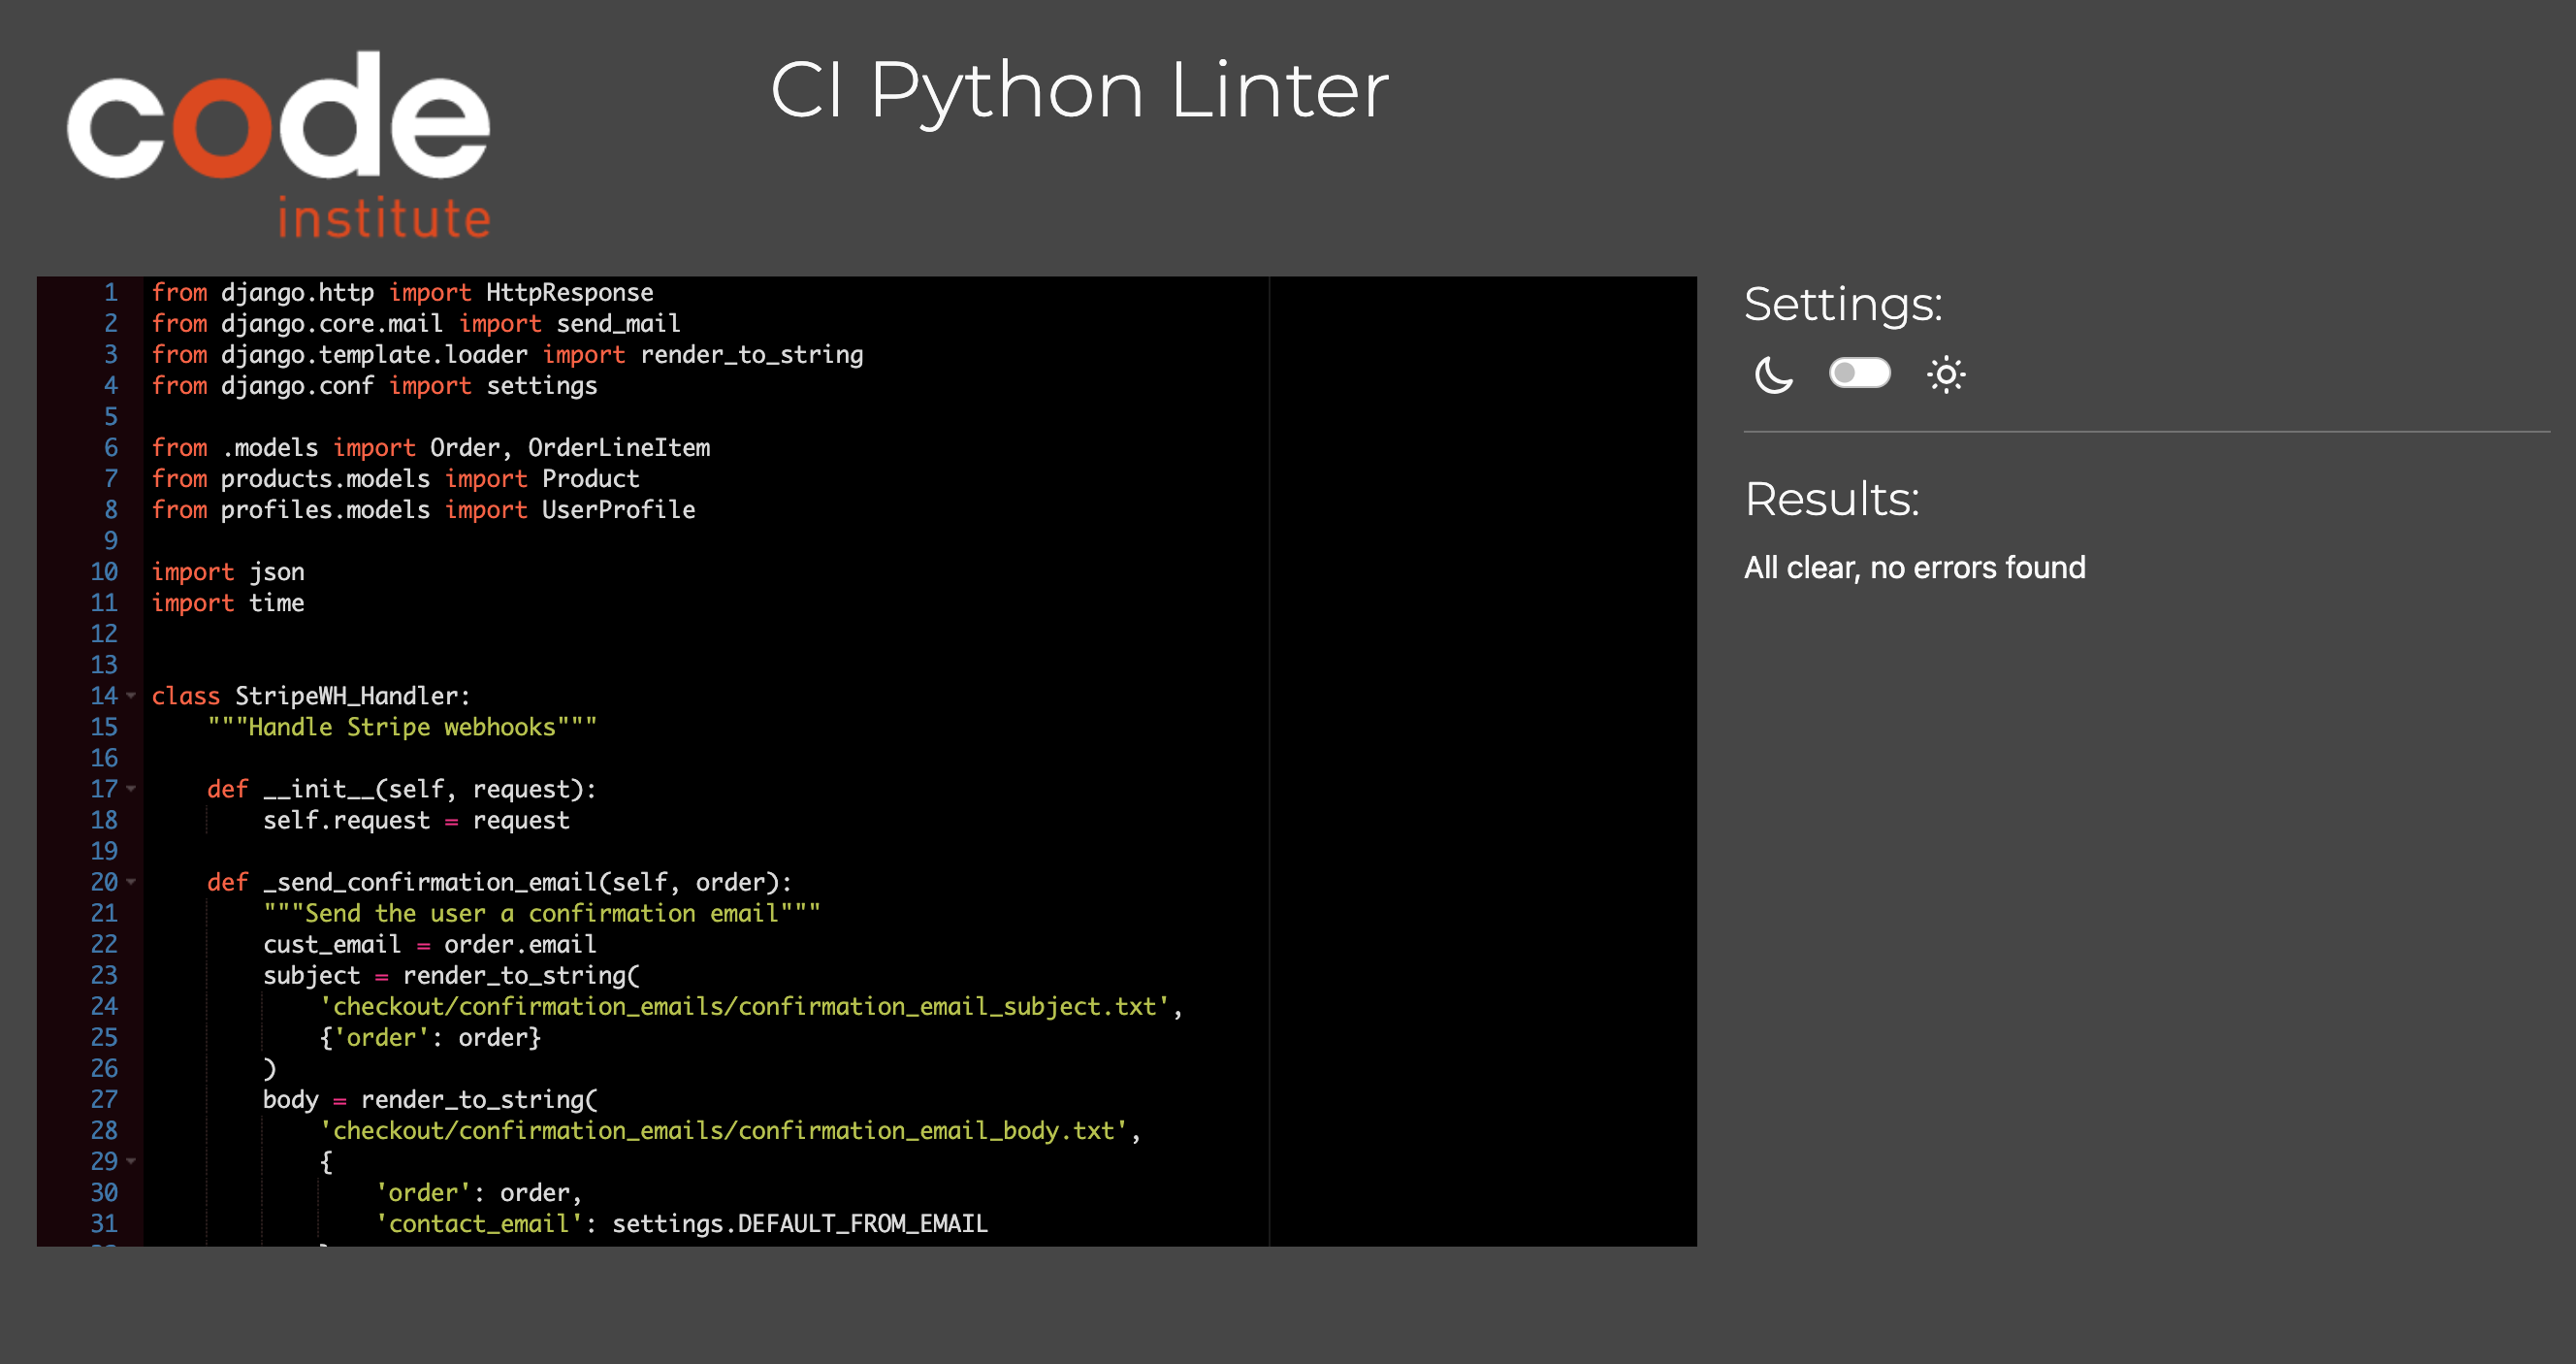 code
institute
CI Python Linter
1 from django.http import HttpResponse
2 from django.core.mail import send_mail
3 from django.template.loader import render_to_string
4 from django.conf import settings
5
6 from .models import Order, OrderLineItem
7 from products.models import Product
8 from profiles.models import UserProfile
9
10 import json
11 import time
12
13
14 class StripeWH_Handler:
15     """Handle Stripe webhooks"""
16
17     def __init__(self, request):
18         self.request = request
19
20     def _send_confirmation_email(self, order):
21         """Send the user a confirmation email"""
22         cust_email = order.email
23         subject = render_to_string(
24             'checkout/confirmation_emails/confirmation_email_subject.txt',
25             {'order': order}
26         )
27         body = render_to_string(
28             'checkout/confirmation_emails/confirmation_email_body.txt',
29             {
30                 'order': order,
31                 'contact_email': settings.DEFAULT_FROM_EMAIL
Settings:
Results:
All clear, no errors found